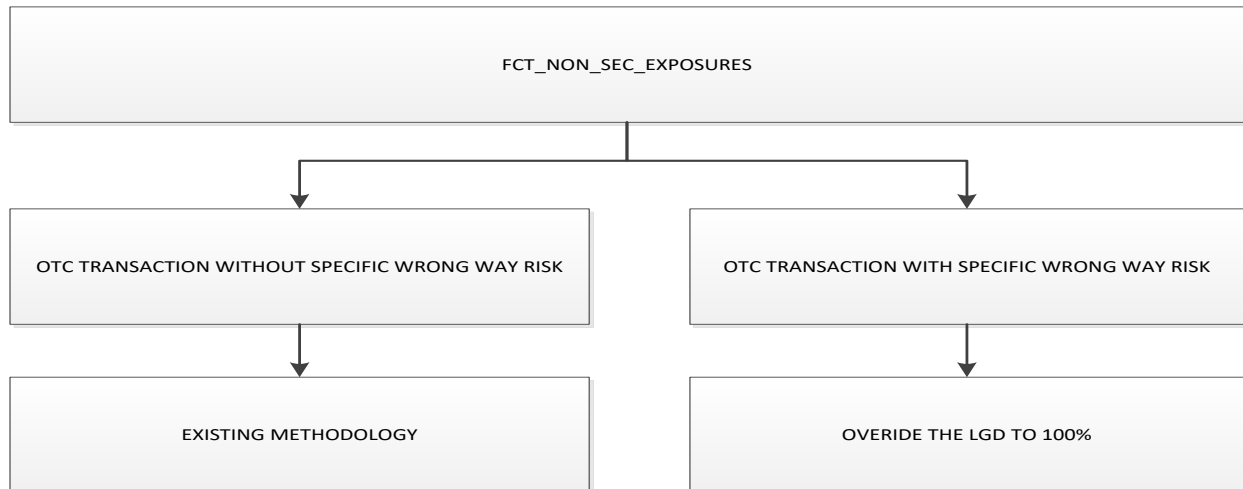 FCT_NON_SEC_EXPOSURES
OTC TRANSACTION WITHOUT SPECIFIC WRONG WAY RISK
OTC TRANSACTION WITH SPECIFIC WRONG WAY RISK
EXISTING METHODOLOGY
OVERIDE THE LGD TO 100%